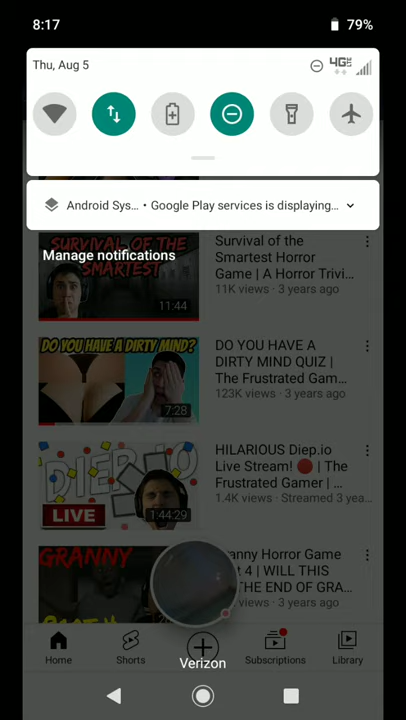 8:17
79%
Thu, Aug 5
4G LTE
Android Sys... • Google Play services is displaying...
Manage notifications
SURVIVAL OF THE
SMARTEST
11:44
Survival of the
Smartest Horror
Game | A Horror Trivi...
11K views · 3 years ago
DO YOU HAVE A DIRTY MIND?
7:28
DO YOU HAVE A
DIRTY MIND QUIZ |
The Frustrated Gam...
123K views · 3 years ago
DIEP.IO
LIVE
1:44:29
HILARIOUS Diep.io
Live Stream! 🔴 | The
Frustrated Gamer | ...
1.4K views · Streamed 3 yea...
GRANNY
anny Horror Game
t 4 | WILL THIS
THE END OF GRA...
views · 3 years ago
Home
Shorts
Subscriptions
Library
Verizon